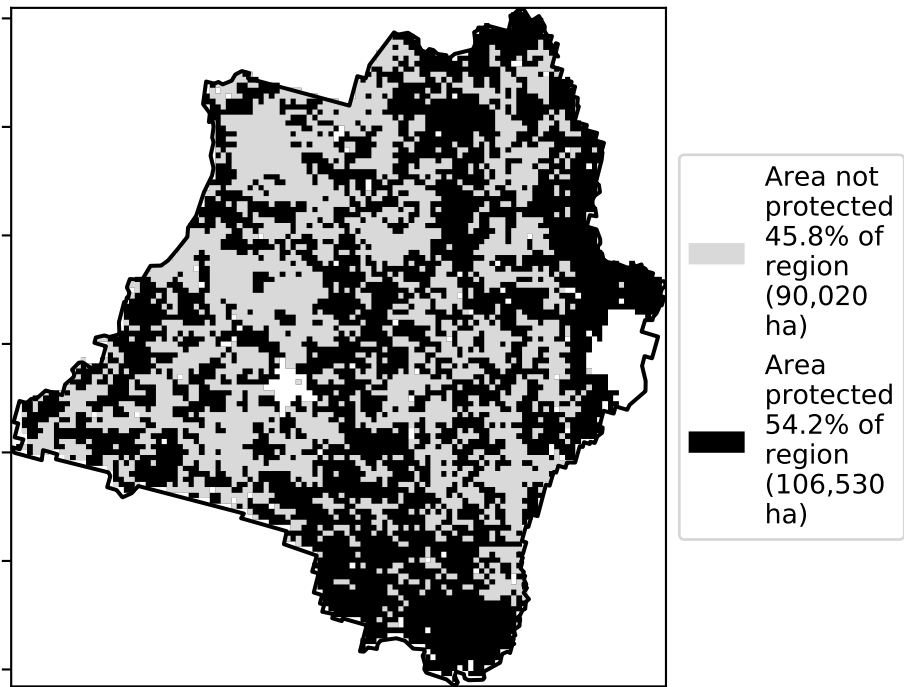 Area not
protected
45.8% of
region
(90,020
ha)
Area
protected
54.2% of
region
(106,530
ha)